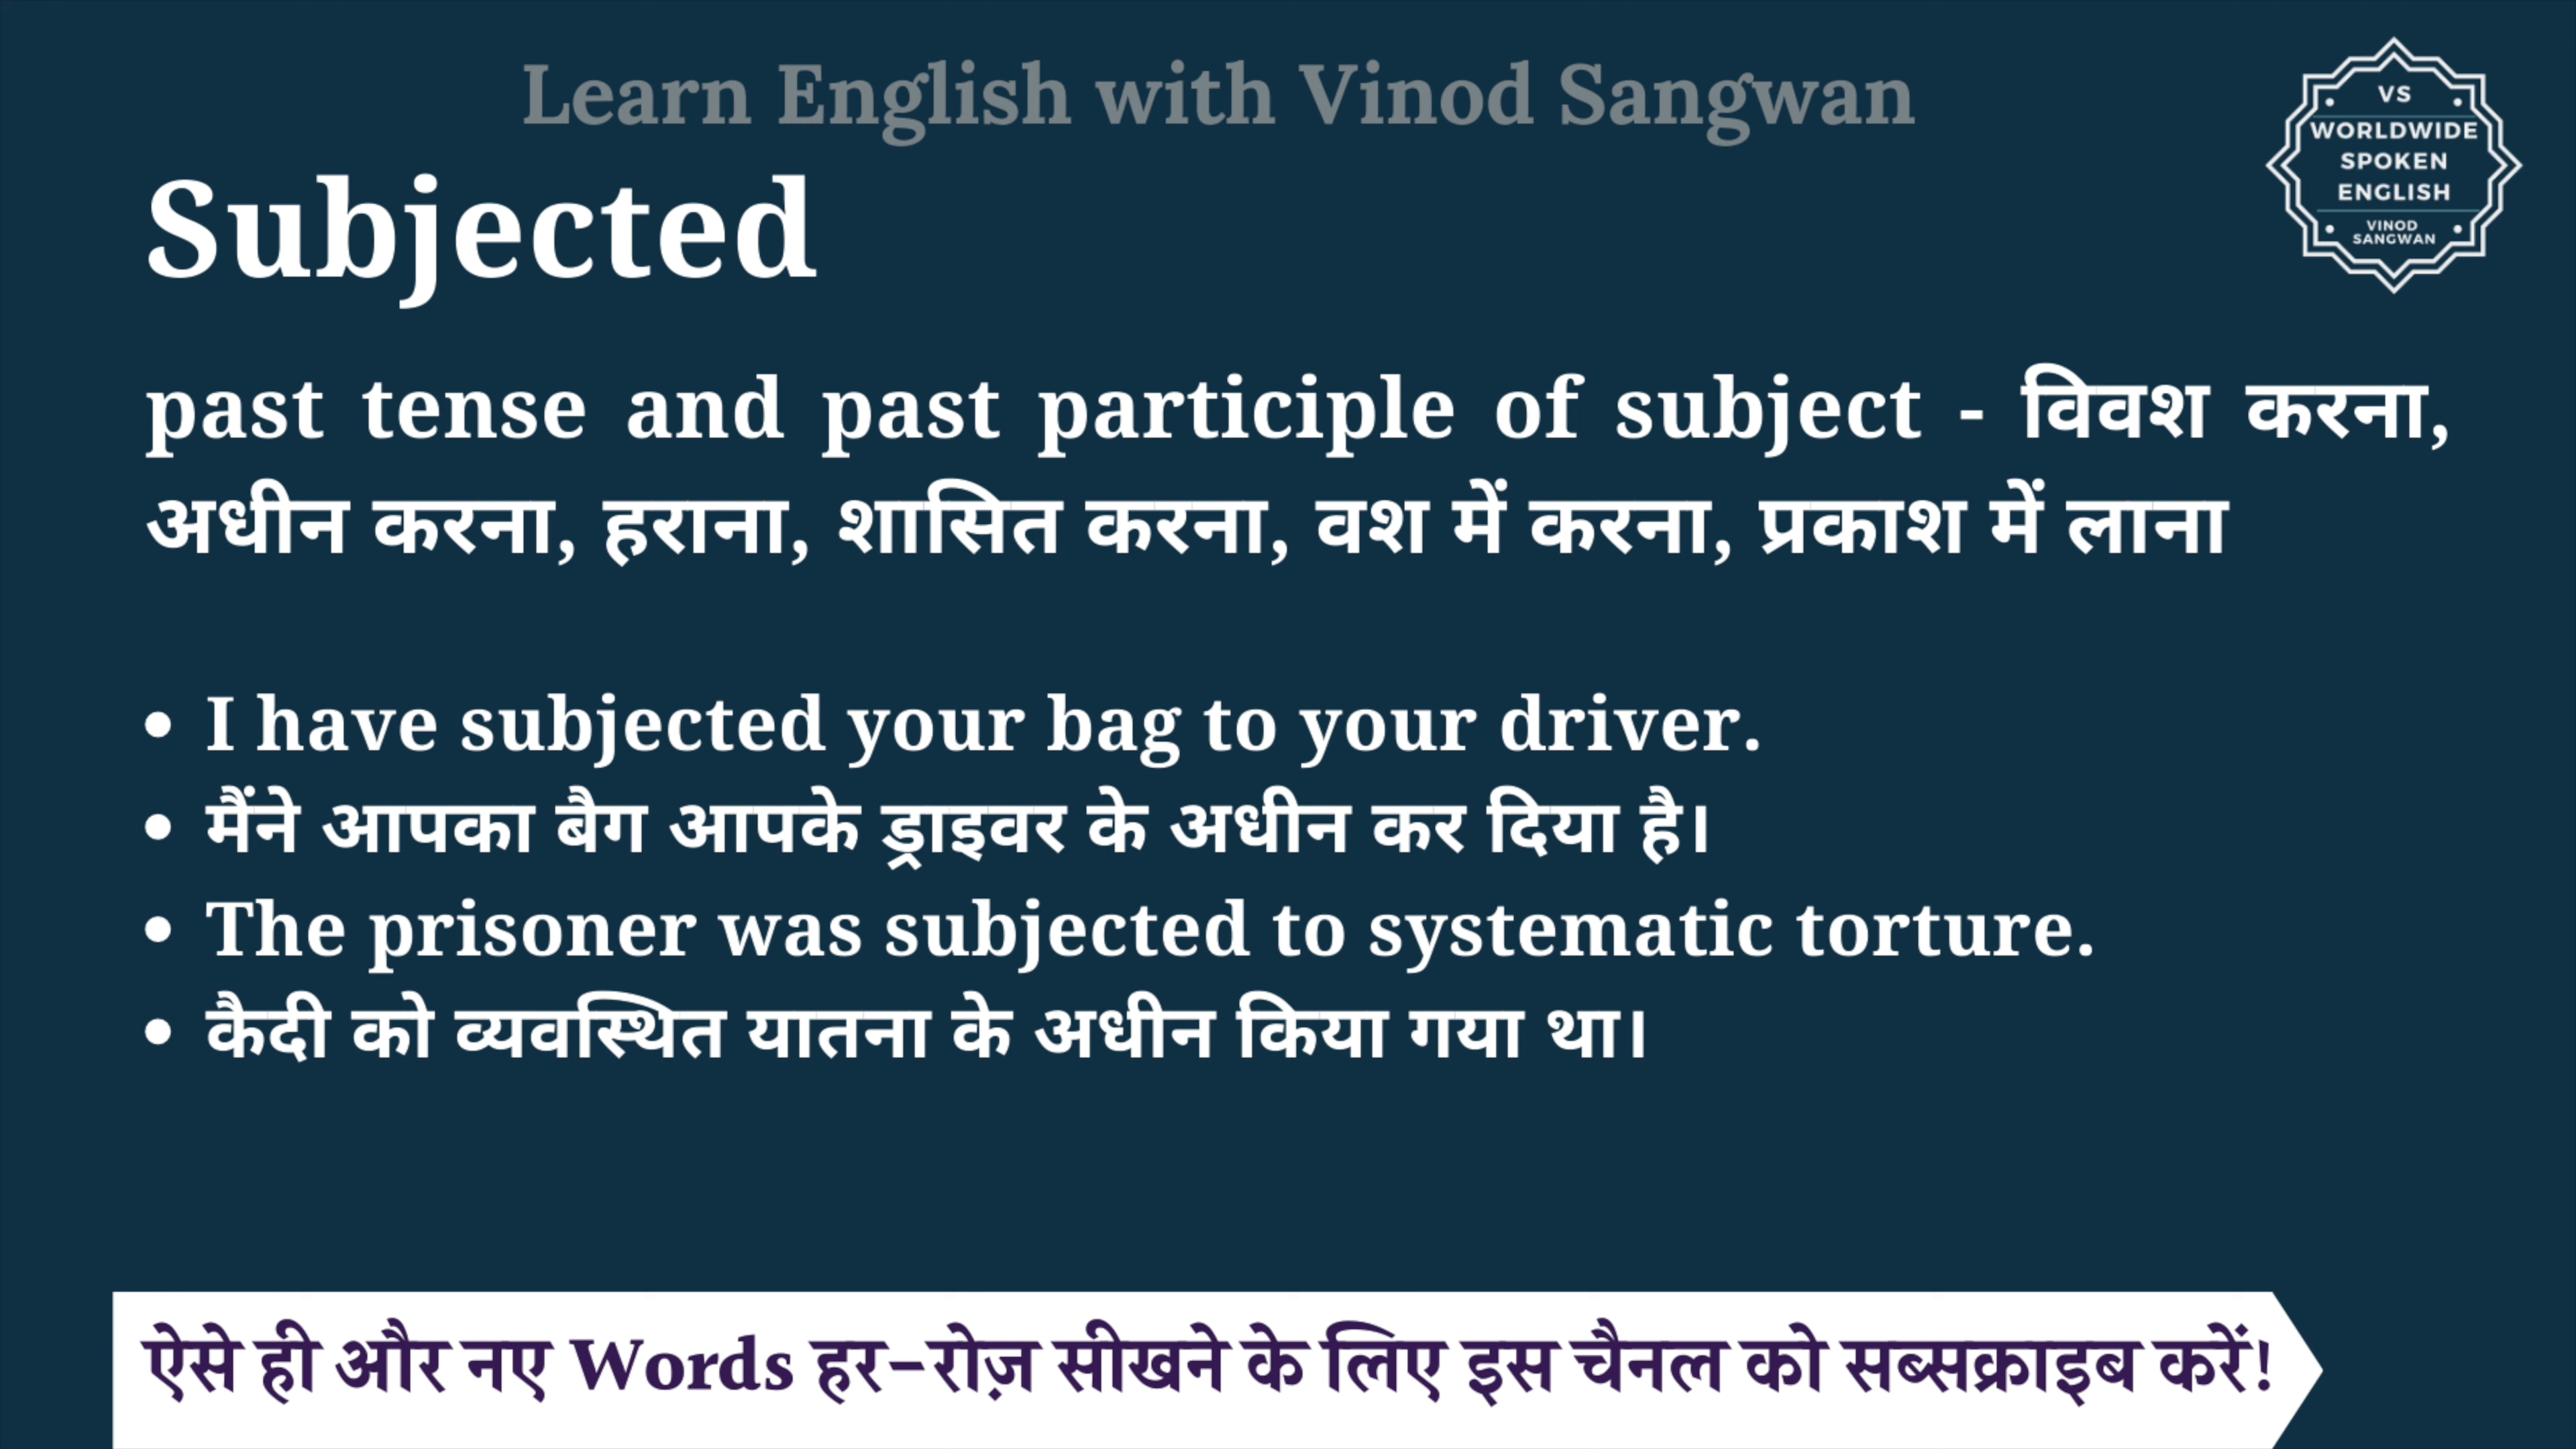 Learn English with Vinod Sangwan
VS
WORLDWIDE
SPOKEN
ENGLISH
VINOD
SANGWAN
Subjected
past tense and past participle of subject - विवश करना,
अधीन करना, हराना, शासित करना, वश में करना, प्रकाश में लाना
• I have subjected your bag to your driver.
• मैंने आपका बैग आपके ड्राइवर के अधीन कर दिया है।
• The prisoner was subjected to systematic torture.
• कैदी को व्यवस्थित यातना के अधीन किया गया था।
ऐसे ही और नए Words हर-रोज़ सीखने के लिए इस चैनल को सब्सक्राइब करें!